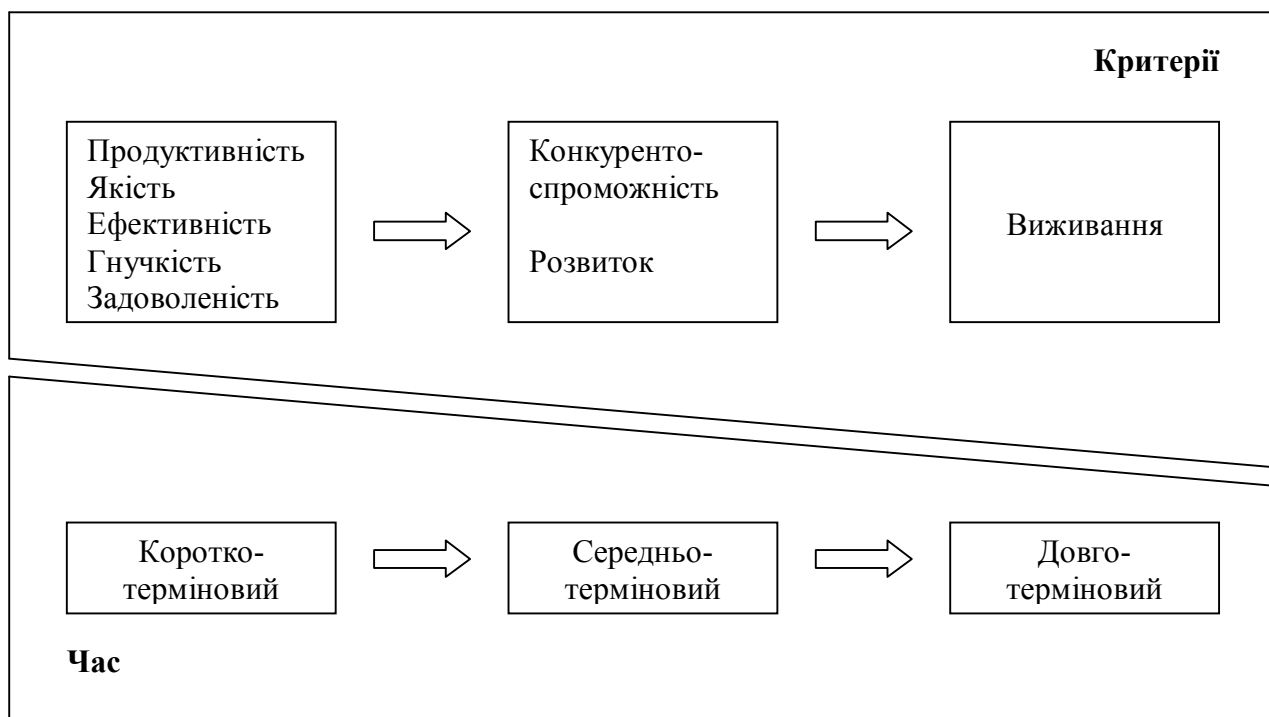 Критерії
Продуктивність
Якість
Ефективність
Гнучкість
Задоволеність
Конкуренто-
спроможність
Розвиток
Виживання
Коротко-
терміновий
Середньо-
терміновий
Довго-
терміновий
Час